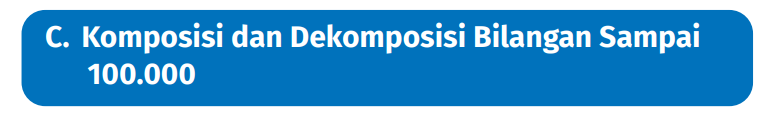 C. Komposisi dan Dekomposisi Bilangan Sampai
100.000